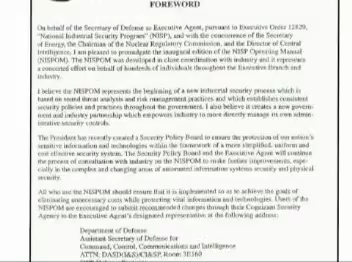 FOREWORD
On behalf of the Secretary of Defense as Executive Agent, pursuant to Executive Order 12829,
"National Industrial Security Program" (NISP), and with the concurrence of the Secretary
of Energy, the Chairman of the Nuclear Regulatory Commission, and the Director of Central
Intelligence, I am pleased to promulgate the inaugural edition of the NISP Operating Manual
(NISPOM). The NISPOM was developed in close coordination with industry and it represents
a concerted effort on behalf of hundreds of individuals throughout the Executive Branch and
industry.
I believe the NISPOM represents the beginning of a new industrial security process which is
based on sound threat analysis and risk management practices and which establishes consistent
security policies and practices throughout the government. I also believe it creates a new govern-
ment and industry partnership which empowers industry to more directly manage its own admin-
istrative security controls.
The President has recently created a Security Policy Board to ensure the protection of our nation's
sensitive information and technologies within the framework of a more simplified, uniform and
cost effective security system. The Security Policy Board and the Executive Agent will continue
the process of consultation with industry on the NISPOM to make further improvements, espe-
cially in the complex and changing areas of automated information systems security and physical
security.
All who use the NISPOM should ensure that it is implemented so as to achieve the goals of
eliminating unnecessary costs while protecting vital information and technologies. Users of the
NISPOM are encouraged to submit recommended changes through their Cognizant Security
Agency to the Executive Agent's designated representative at the following address:
Department of Defense
Assistant Secretary of Defense for
Command, Control, Communications and Intelligence
ATTN: DASD(I&S)/CI&SP, Room 3E160